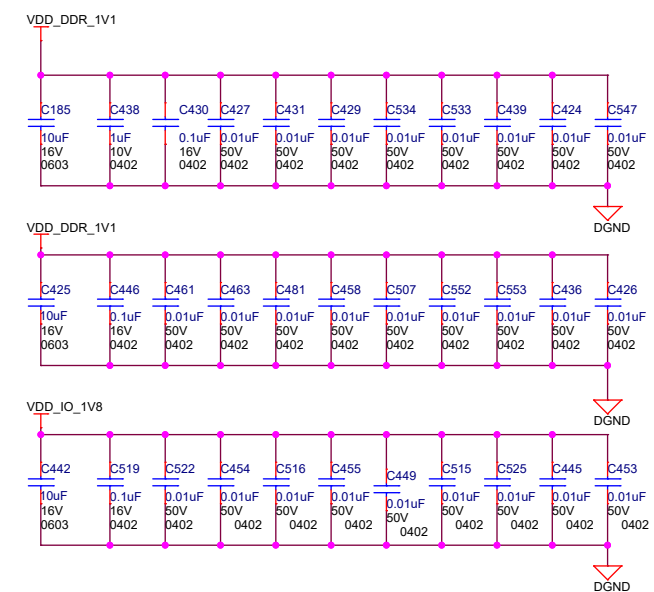 VDD_DDR_1V1
C185 C438 C430 C427 C431 C429 C534 C533 C439 C424 C547
10uF 1uF 0.1uF 0.01uF 0.01uF 0.01uF 0.01uF 0.01uF 0.01uF 0.01uF 0.01uF
16V 10V 16V 50V 50V 50V 50V 50V 50V 50V 50V
0603 0402 0402 0402 0402 0402 0402 0402 0402 0402 0402
DGND
VDD_DDR_1V1
C425 C446 C461 C463 C481 C458 C507 C552 C553 C436 C426
10uF 0.1uF 0.01uF 0.01uF 0.01uF 0.01uF 0.01uF 0.01uF 0.01uF 0.01uF 0.01uF
16V 16V 50V 50V 50V 50V 50V 50V 50V 50V 50V
0603 0402 0402 0402 0402 0402 0402 0402 0402 0402 0402
DGND
VDD_IO_1V8
C442 C519 C522 C454 C516 C455 C449 C515 C525 C445 C453
10uF 0.1uF 0.01uF 0.01uF 0.01uF 0.01uF 0.01uF 0.01uF 0.01uF 0.01uF 0.01uF
16V 16V 50V 50V 50V 50V 50V 50V 50V 50V 50V
0603 0402 0402 0402 0402 0402 0402 0402 0402 0402 0402
DGND